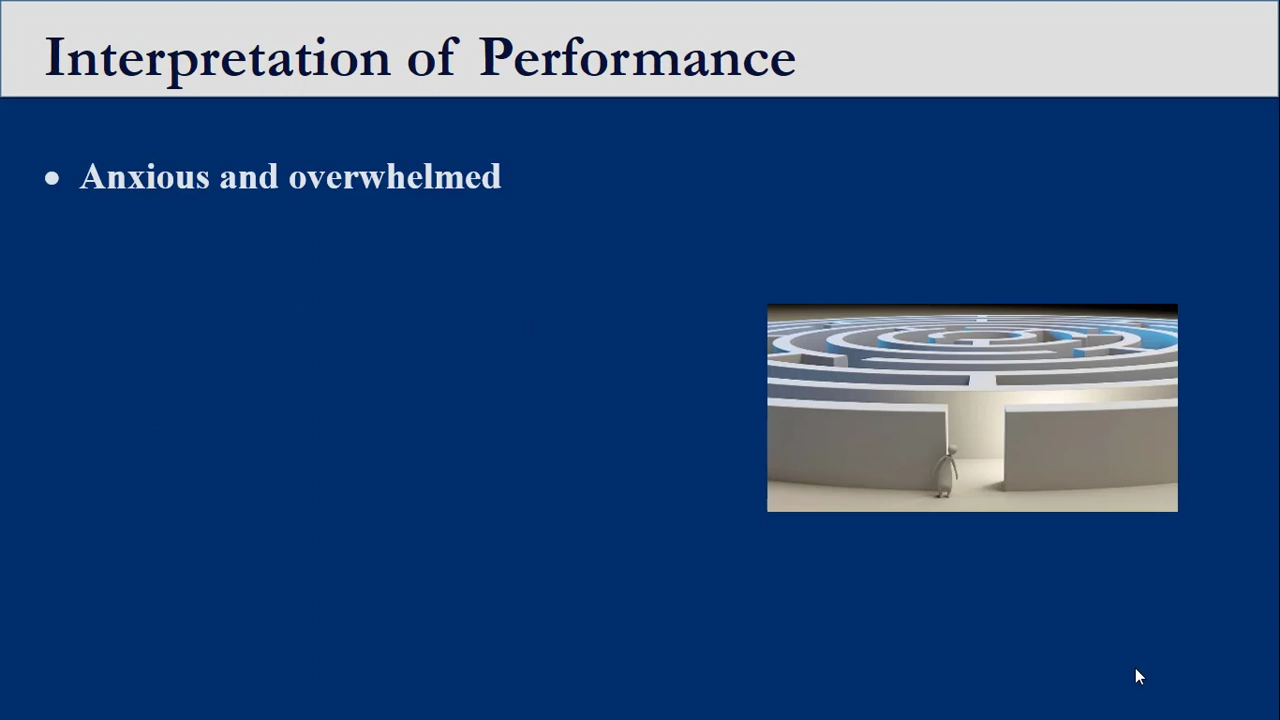 Interpretation of Performance
• Anxious and overwhelmed